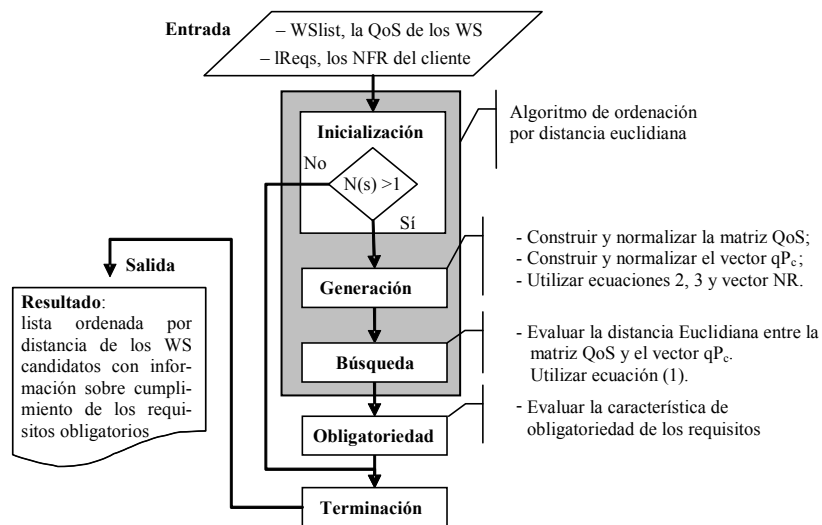 Entrada
– WSlist, la QoS de los WS
– lReqs, los NFR del cliente
Algoritmo de ordenación
por distancia euclidiana
Inicialización
No
N(s) >1
Sí
- Construir y normalizar la matriz QoS;
- Construir y normalizar el vector qPc;
- Utilizar ecuaciones 2, 3 y vector NR.
Generación
Salida
Resultado:
lista ordenada por
distancia de los WS
candidatos con infor-
mación sobre cumpli-
miento de los requi-
sitos obligatorios
- Evaluar la distancia Euclidiana entre la
matriz QoS y el vector qPc.
Utilizar ecuación (1).
Búsqueda
- Evaluar la característica de
obligatoriedad de los requisitos
Obligatoriedad
Terminación